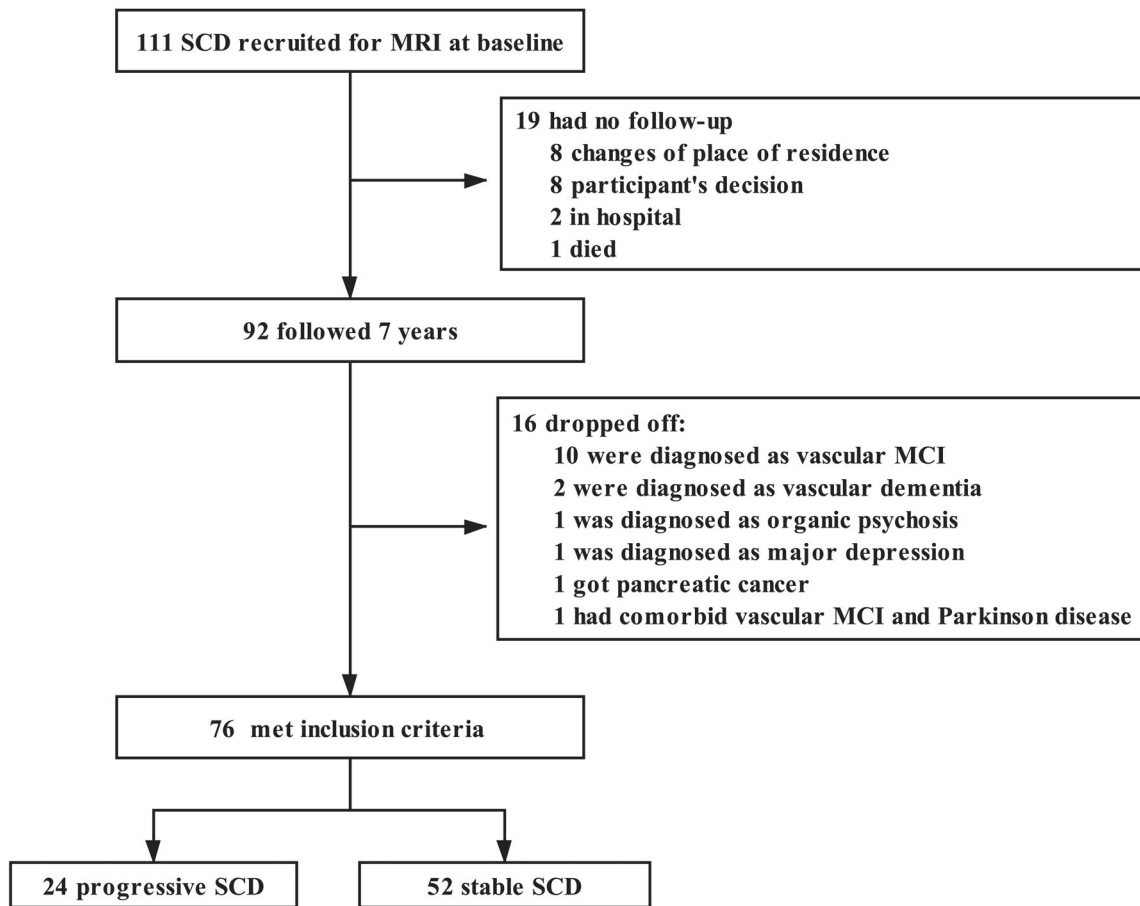 111 SCD recruited for MRI at baseline
19 had no follow-up
8 changes of place of residence
8 participant's decision
2 in hospital
1 died
92 followed 7 years
16 dropped off:
10 were diagnosed as vascular MCI
2 were diagnosed as vascular dementia
1 was diagnosed as organic psychosis
1 was diagnosed as major depression
1 got pancreatic cancer
1 had comorbid vascular MCI and Parkinson disease
76 met inclusion criteria
24 progressive SCD
52 stable SCD